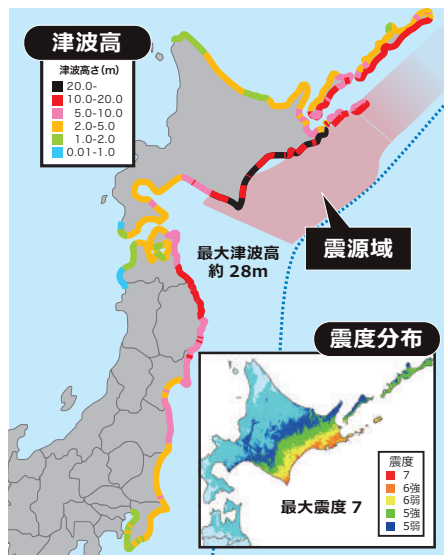 津波高
津波高さ(m)
20.0-
10.0-20.0
5.0-10.0
2.0-5.0
1.0-2.0
0.01-1.0
最大津波高
約 28m
震源域
震度分布
最大震度 7
震度
7
6強
6弱
5強
5弱